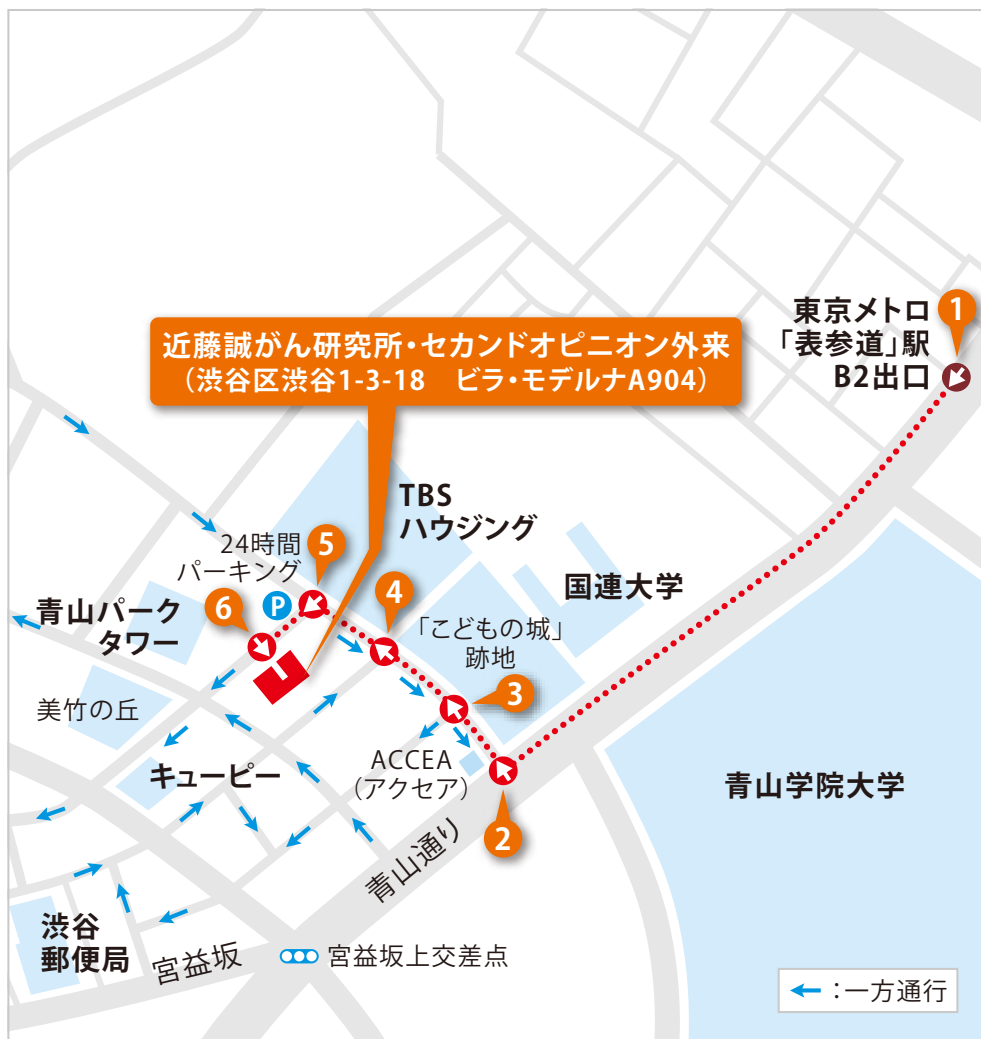 1
東京メトロ
「表参道」駅
B2出口
近藤誠がん研究所・セカンドオピニオン外来
(渋谷区渋谷1-3-18 ビラ・モデルナA904)
TBS
ハウジング
24時間
パーキング
5
P
6
4
国連大学
青山パーク
タワー
「こどもの城」
跡地
3
美竹の丘
ACCEA
(アクセア)
キューピー
青山学院大学
2
青山通り
渋谷
郵便局
宮益坂
宮益坂上交差点
:一方通行